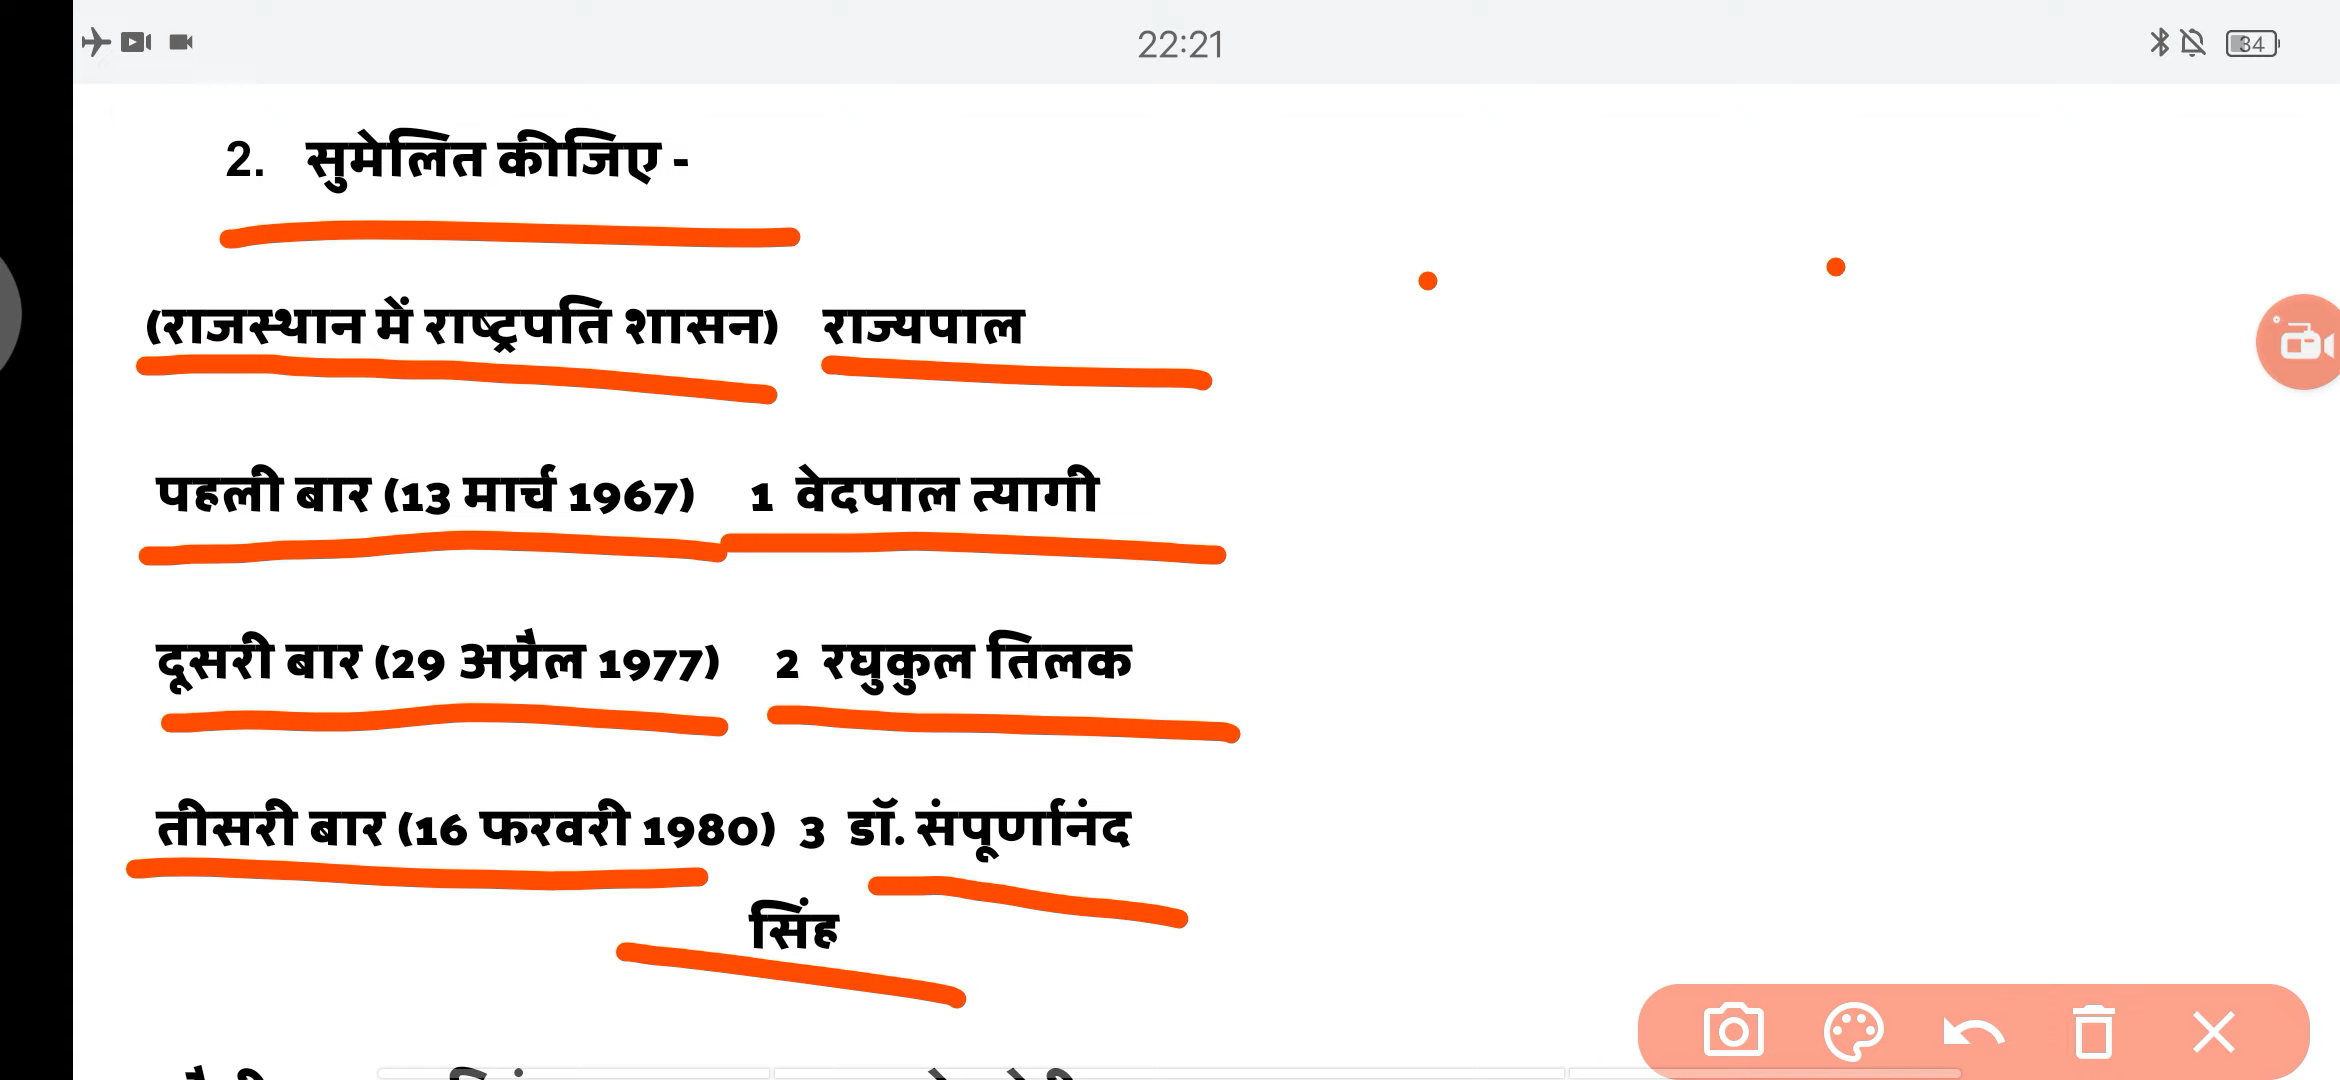 22:21
34
2. सुमेलित कीजिए -
(राजस्थान में राष्ट्रपति शासन) राज्यपाल
पहली बार (13 मार्च 1967) 1 वेदपाल त्यागी
दूसरी बार (29 अप्रैल 1977) 2 रघुकुल तिलक
तीसरी बार (16 फरवरी 1980) 3 डॉ. संपूर्णानंद
सिंह